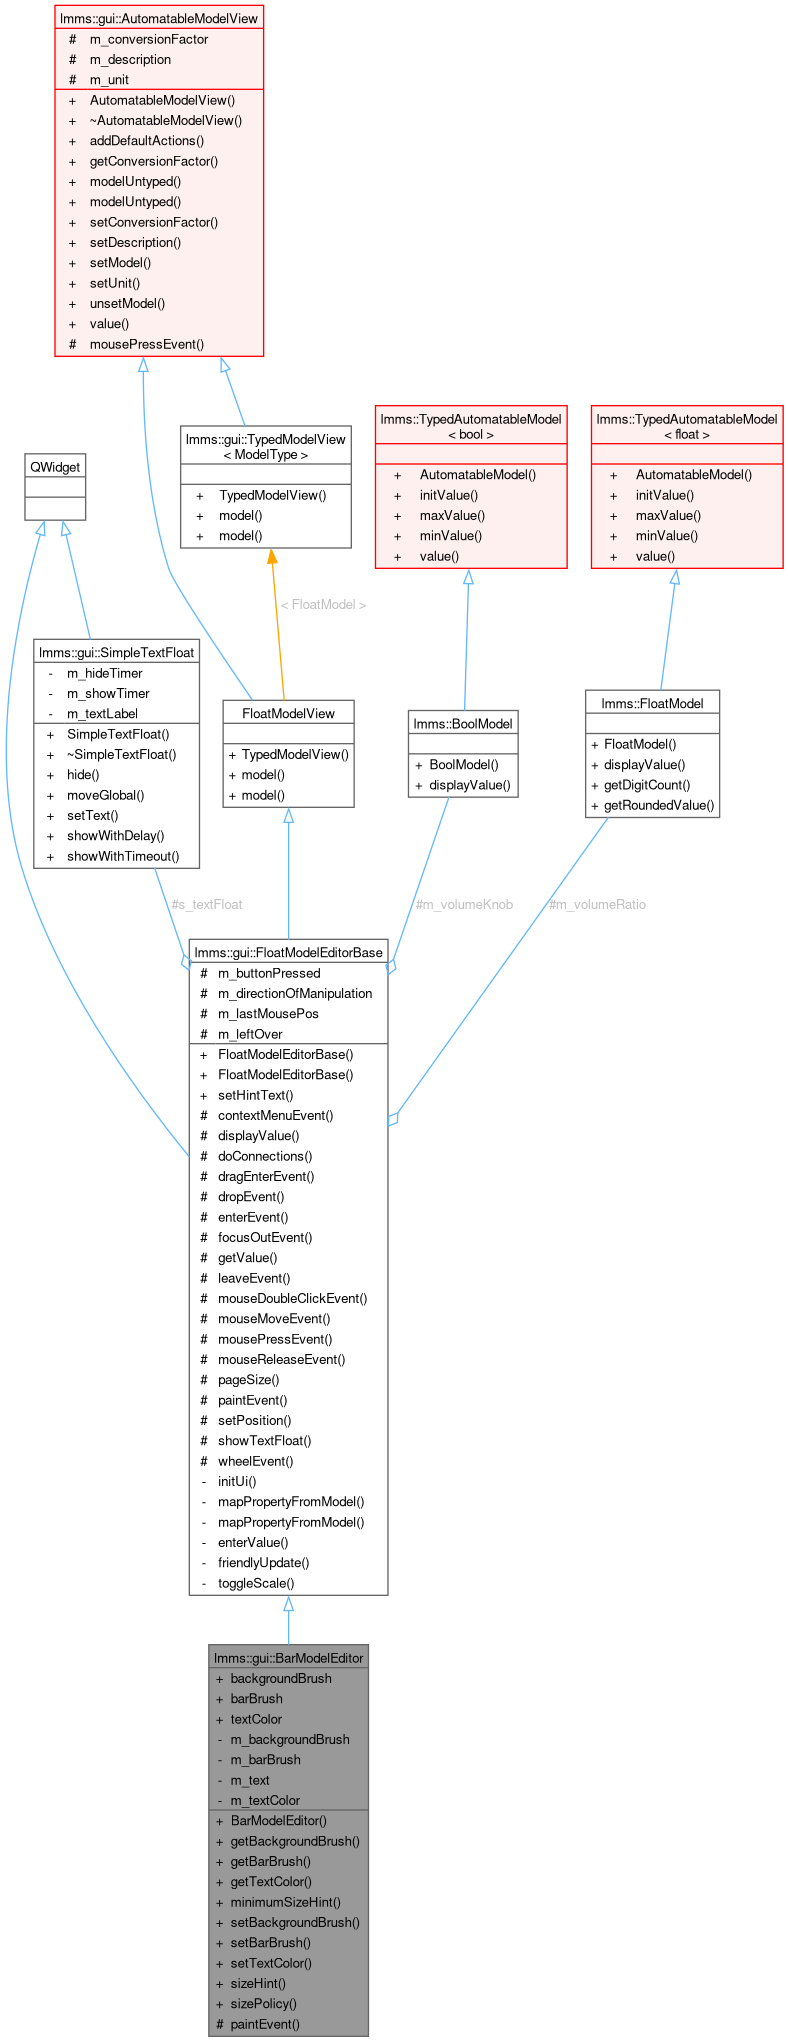 lmms::gui::AutomatableModelView
# m_conversionFactor
# m_description
# m_unit
+ AutomatableModelView()
+ ~AutomatableModelView()
+ addDefaultActions()
+ getConversionFactor()
+ modelUntyped()
+ modelUntyped()
+ setConversionFactor()
+ setDescription()
+ setModel()
+ setUnit()
+ unsetModel()
+ value()
# mousePressEvent()
lmms::gui::TypedModelView
< ModelType >
+ TypedModelView()
+ model()
+ model()
lmms::TypedAutomatableModel
< bool >
+ AutomatableModel()
+ initValue()
+ maxValue()
+ minValue()
+ value()
lmms::TypedAutomatableModel
< float >
+ AutomatableModel()
+ initValue()
+ maxValue()
+ minValue()
+ value()
QWidget
< FloatModel >
lmms::gui::SimpleTextFloat
- m_hideTimer
- m_showTimer
- m_textLabel
+ SimpleTextFloat()
+ ~SimpleTextFloat()
+ hide()
+ moveGlobal()
+ setText()
+ showWithDelay()
+ showWithTimeout()
FloatModelView
+ TypedModelView()
+ model()
+ model()
lmms::BoolModel
+ BoolModel()
+ displayValue()
lmms::FloatModel
+ FloatModel()
+ displayValue()
+ getDigitCount()
+ getRoundedValue()
#s_textFloat
#m_volumeKnob
#m_volumeRatio
lmms::gui::FloatModelEditorBase
# m_buttonPressed
# m_directionOfManipulation
# m_lastMousePos
# m_leftOver
+ FloatModelEditorBase()
+ FloatModelEditorBase()
+ setHintText()
# contextMenuEvent()
# displayValue()
# doConnections()
# dragEnterEvent()
# dropEvent()
# enterEvent()
# focusOutEvent()
# getValue()
# leaveEvent()
# mouseDoubleClickEvent()
# mouseMoveEvent()
# mousePressEvent()
# mouseReleaseEvent()
# pageSize()
# paintEvent()
# setPosition()
# showTextFloat()
# wheelEvent()
- initUi()
- mapPropertyFromModel()
- mapPropertyFromModel()
- enterValue()
- friendlyUpdate()
- toggleScale()
lmms::gui::BarModelEditor
+ backgroundBrush
+ barBrush
+ textColor
- m_backgroundBrush
- m_barBrush
- m_text
- m_textColor
+ BarModelEditor()
+ getBackgroundBrush()
+ getBarBrush()
+ getTextColor()
+ minimumSizeHint()
+ setBackgroundBrush()
+ setBarBrush()
+ setTextColor()
+ sizeHint()
+ sizePolicy()
# paintEvent()